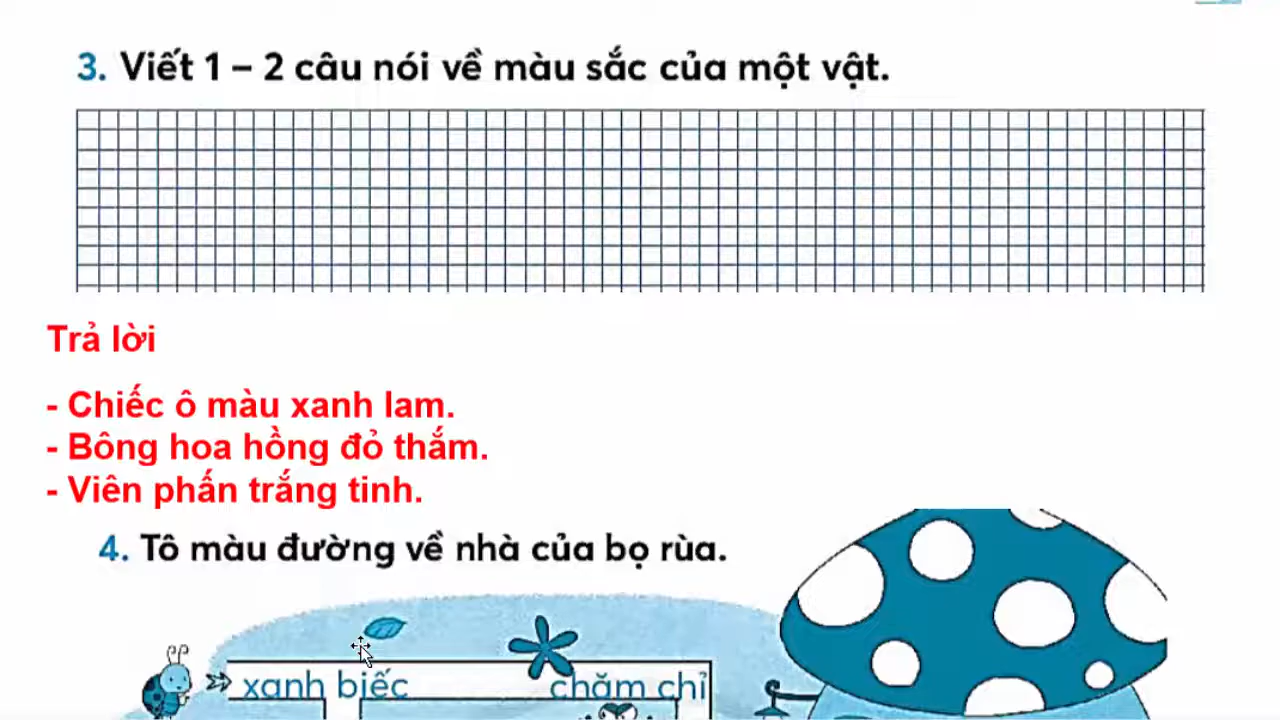 3. Viết 1 – 2 câu nói về màu sắc của một vật.
Trả lời
- Chiếc ô màu xanh lam.
- Bông hoa hồng đỏ thắm.
- Viên phấn trắng tinh.
4. Tô màu đường về nhà của bọ rùa.
xanh biếc
chăm chỉ